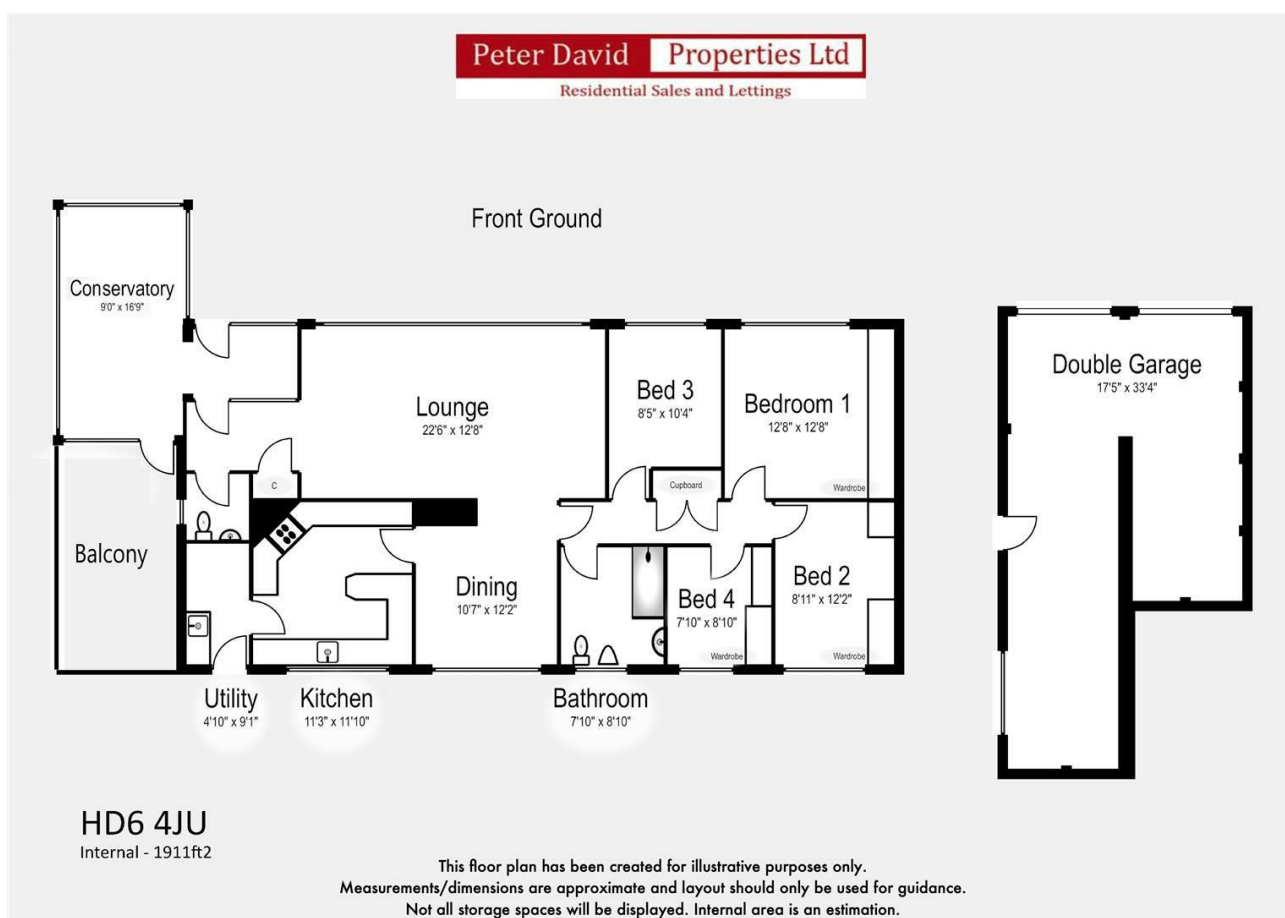 Peter David Properties Ltd
Residential Sales and Lettings
Front Ground
Conservatory
9'0" x 16'9"
Lounge
22'6" x 12'8"
Bed 3
8'5" x 10'4"
Bedroom 1
12'8" x 12'8"
Wardrobe
Cupboard
C
Double Garage
17'5" x 33'4"
Balcony
Dining
10'7" x 12'2"
Bed 4
7'10" x 8'10"
Wardrobe
Bed 2
8'11" x 12'2"
Wardrobe
Utility
4'10" x 9'1"
Kitchen
11'3" x 11'10"
Bathroom
7'10" x 8'10"
HD6 4JU
Internal - 1911ft2
This floor plan has been created for illustrative purposes only.
Measurements/dimensions are approximate and layout should only be used for guidance.
Not all storage spaces will be displayed. Internal area is an estimation.